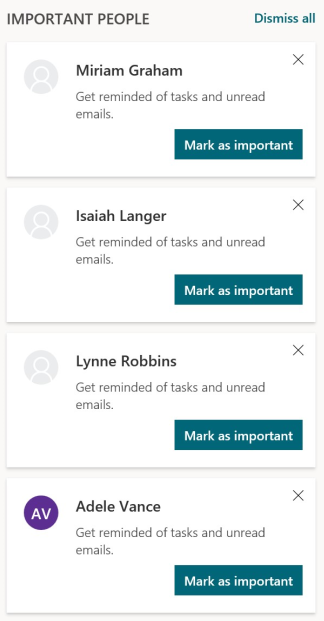 IMPORTANT PEOPLE Dismiss all
Miriam Graham
Get reminded of tasks and unread
emails.
Mark as important
Isaiah Langer
Get reminded of tasks and unread
emails.
Mark as important
Lynne Robbins
Get reminded of tasks and unread
emails.
Mark as important
AV Adele Vance
Get reminded of tasks and unread
emails.
Mark as important